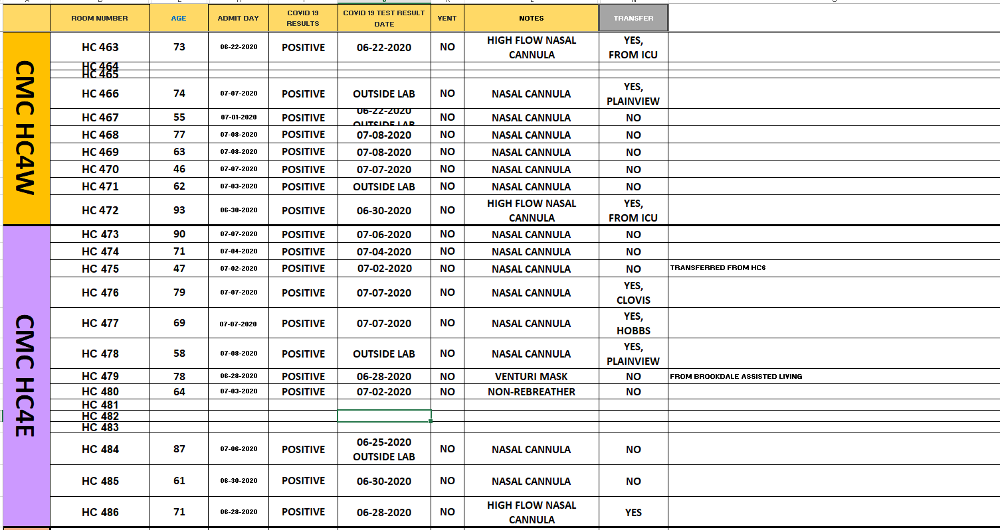 ROOM NUMBER AGE ADMIT DAY COVID 19 RESULTS COVID 19 TEST RESULT DATE VENT NOTES TRANSFER
CMC HC4W
HC 463 73 06-22-2020 POSITIVE 06-22-2020 NO HIGH FLOW NASAL CANNULA YES, FROM ICU
HC 464
HC 465
HC 466 74 07-07-2020 POSITIVE OUTSIDE LAB NO NASAL CANNULA YES, PLAINVIEW
HC 467 55 07-01-2020 POSITIVE 06-22-2020 OUTSIDE LAB NO NASAL CANNULA NO
HC 468 77 07-08-2020 POSITIVE 07-08-2020 NO NASAL CANNULA NO
HC 469 63 07-08-2020 POSITIVE 07-08-2020 NO NASAL CANNULA NO
HC 470 46 07-07-2020 POSITIVE 07-07-2020 NO NASAL CANNULA NO
HC 471 62 07-03-2020 POSITIVE OUTSIDE LAB NO NASAL CANNULA NO
HC 472 93 06-30-2020 POSITIVE 06-30-2020 NO HIGH FLOW NASAL CANNULA YES, FROM ICU
CMC HC4E
HC 473 90 07-07-2020 POSITIVE 07-06-2020 NO NASAL CANNULA NO
HC 474 71 07-04-2020 POSITIVE 07-04-2020 NO NASAL CANNULA NO
HC 475 47 07-02-2020 POSITIVE 07-02-2020 NO NASAL CANNULA NO TRANSFERRED FROM HC6
HC 476 79 07-07-2020 POSITIVE 07-07-2020 NO NASAL CANNULA YES, CLOVIS
HC 477 69 07-07-2020 POSITIVE 07-07-2020 NO NASAL CANNULA YES, HOBBS
HC 478 58 07-08-2020 POSITIVE OUTSIDE LAB NO NASAL CANNULA YES, PLAINVIEW
HC 479 78 06-28-2020 POSITIVE 06-28-2020 NO VENTURI MASK NO FROM BROOKDALE ASSISTED LIVING
HC 480 64 07-03-2020 POSITIVE 07-02-2020 NO NON-REBREATHER NO
HC 481
HC 482
HC 483
HC 484 87 07-06-2020 POSITIVE 06-25-2020 OUTSIDE LAB NO NASAL CANNULA NO
HC 485 61 06-30-2020 POSITIVE 06-30-2020 NO NASAL CANNULA NO
HC 486 71 06-28-2020 POSITIVE 06-28-2020 NO HIGH FLOW NASAL CANNULA YES